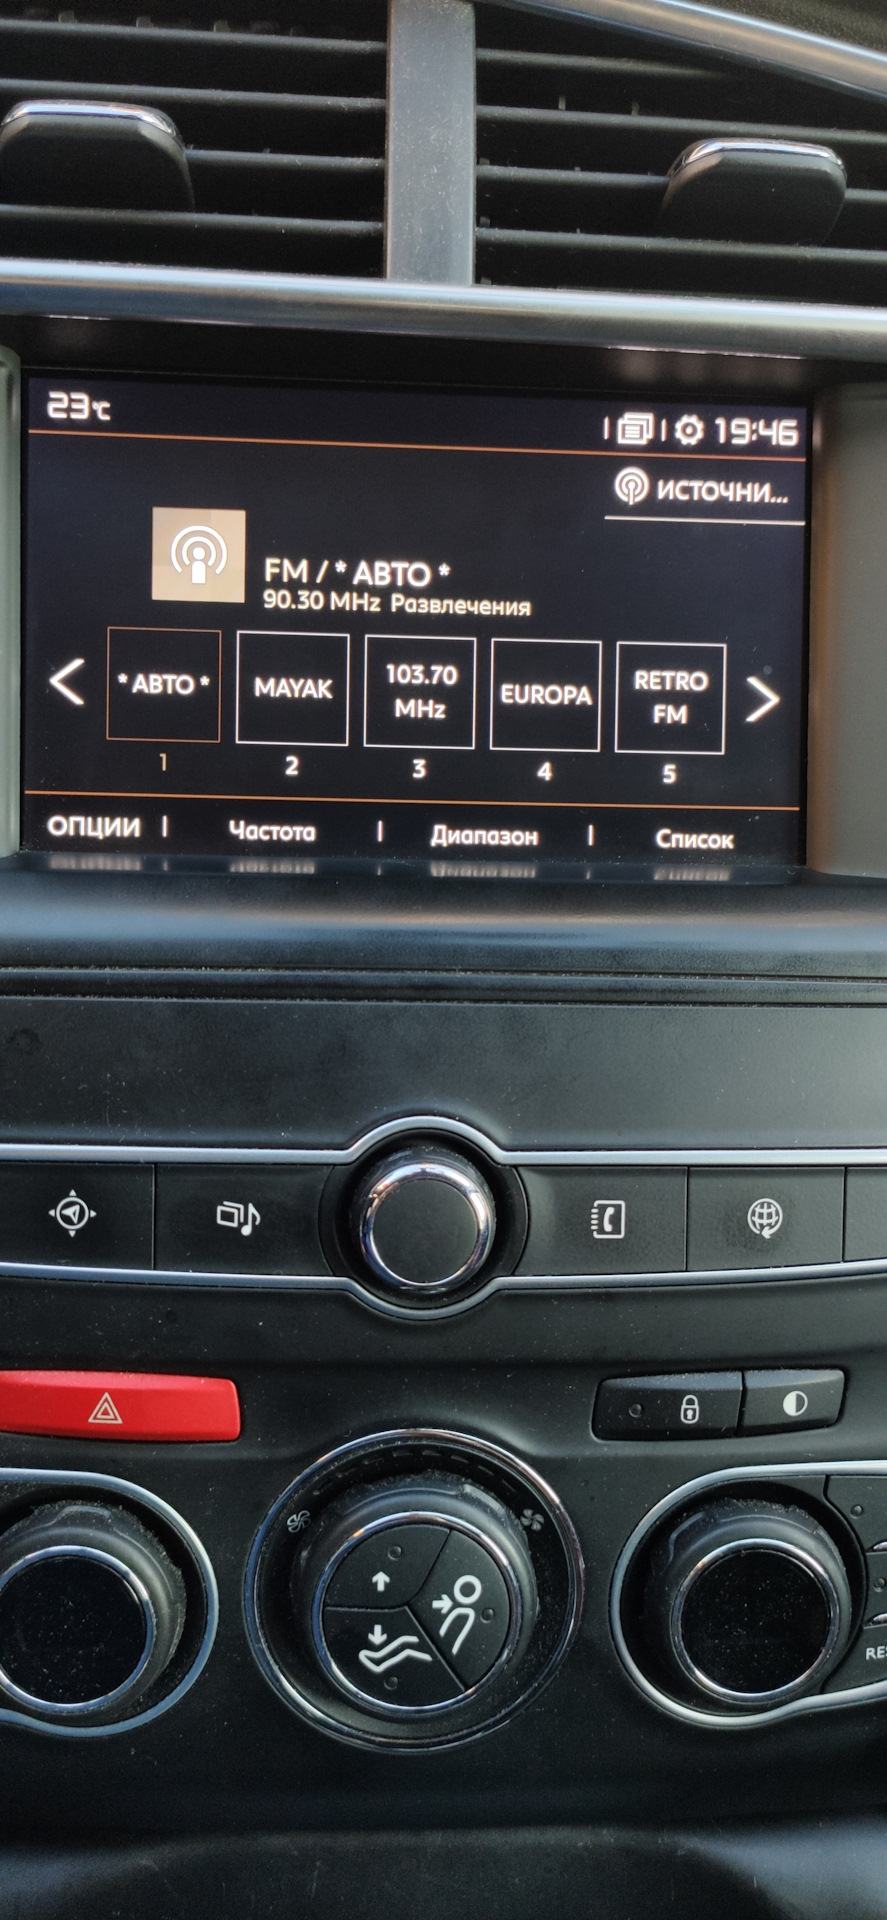 23°C
19:46
ИСТОЧНИ...
FM / * АВТО *
90.30 MHz Развлечения
* АВТО *
MAYAK
103.70
MHz
EUROPA
RETRO
FM
1
2
3
4
5
ОПЦИИ
Частота
Диапазон
Список